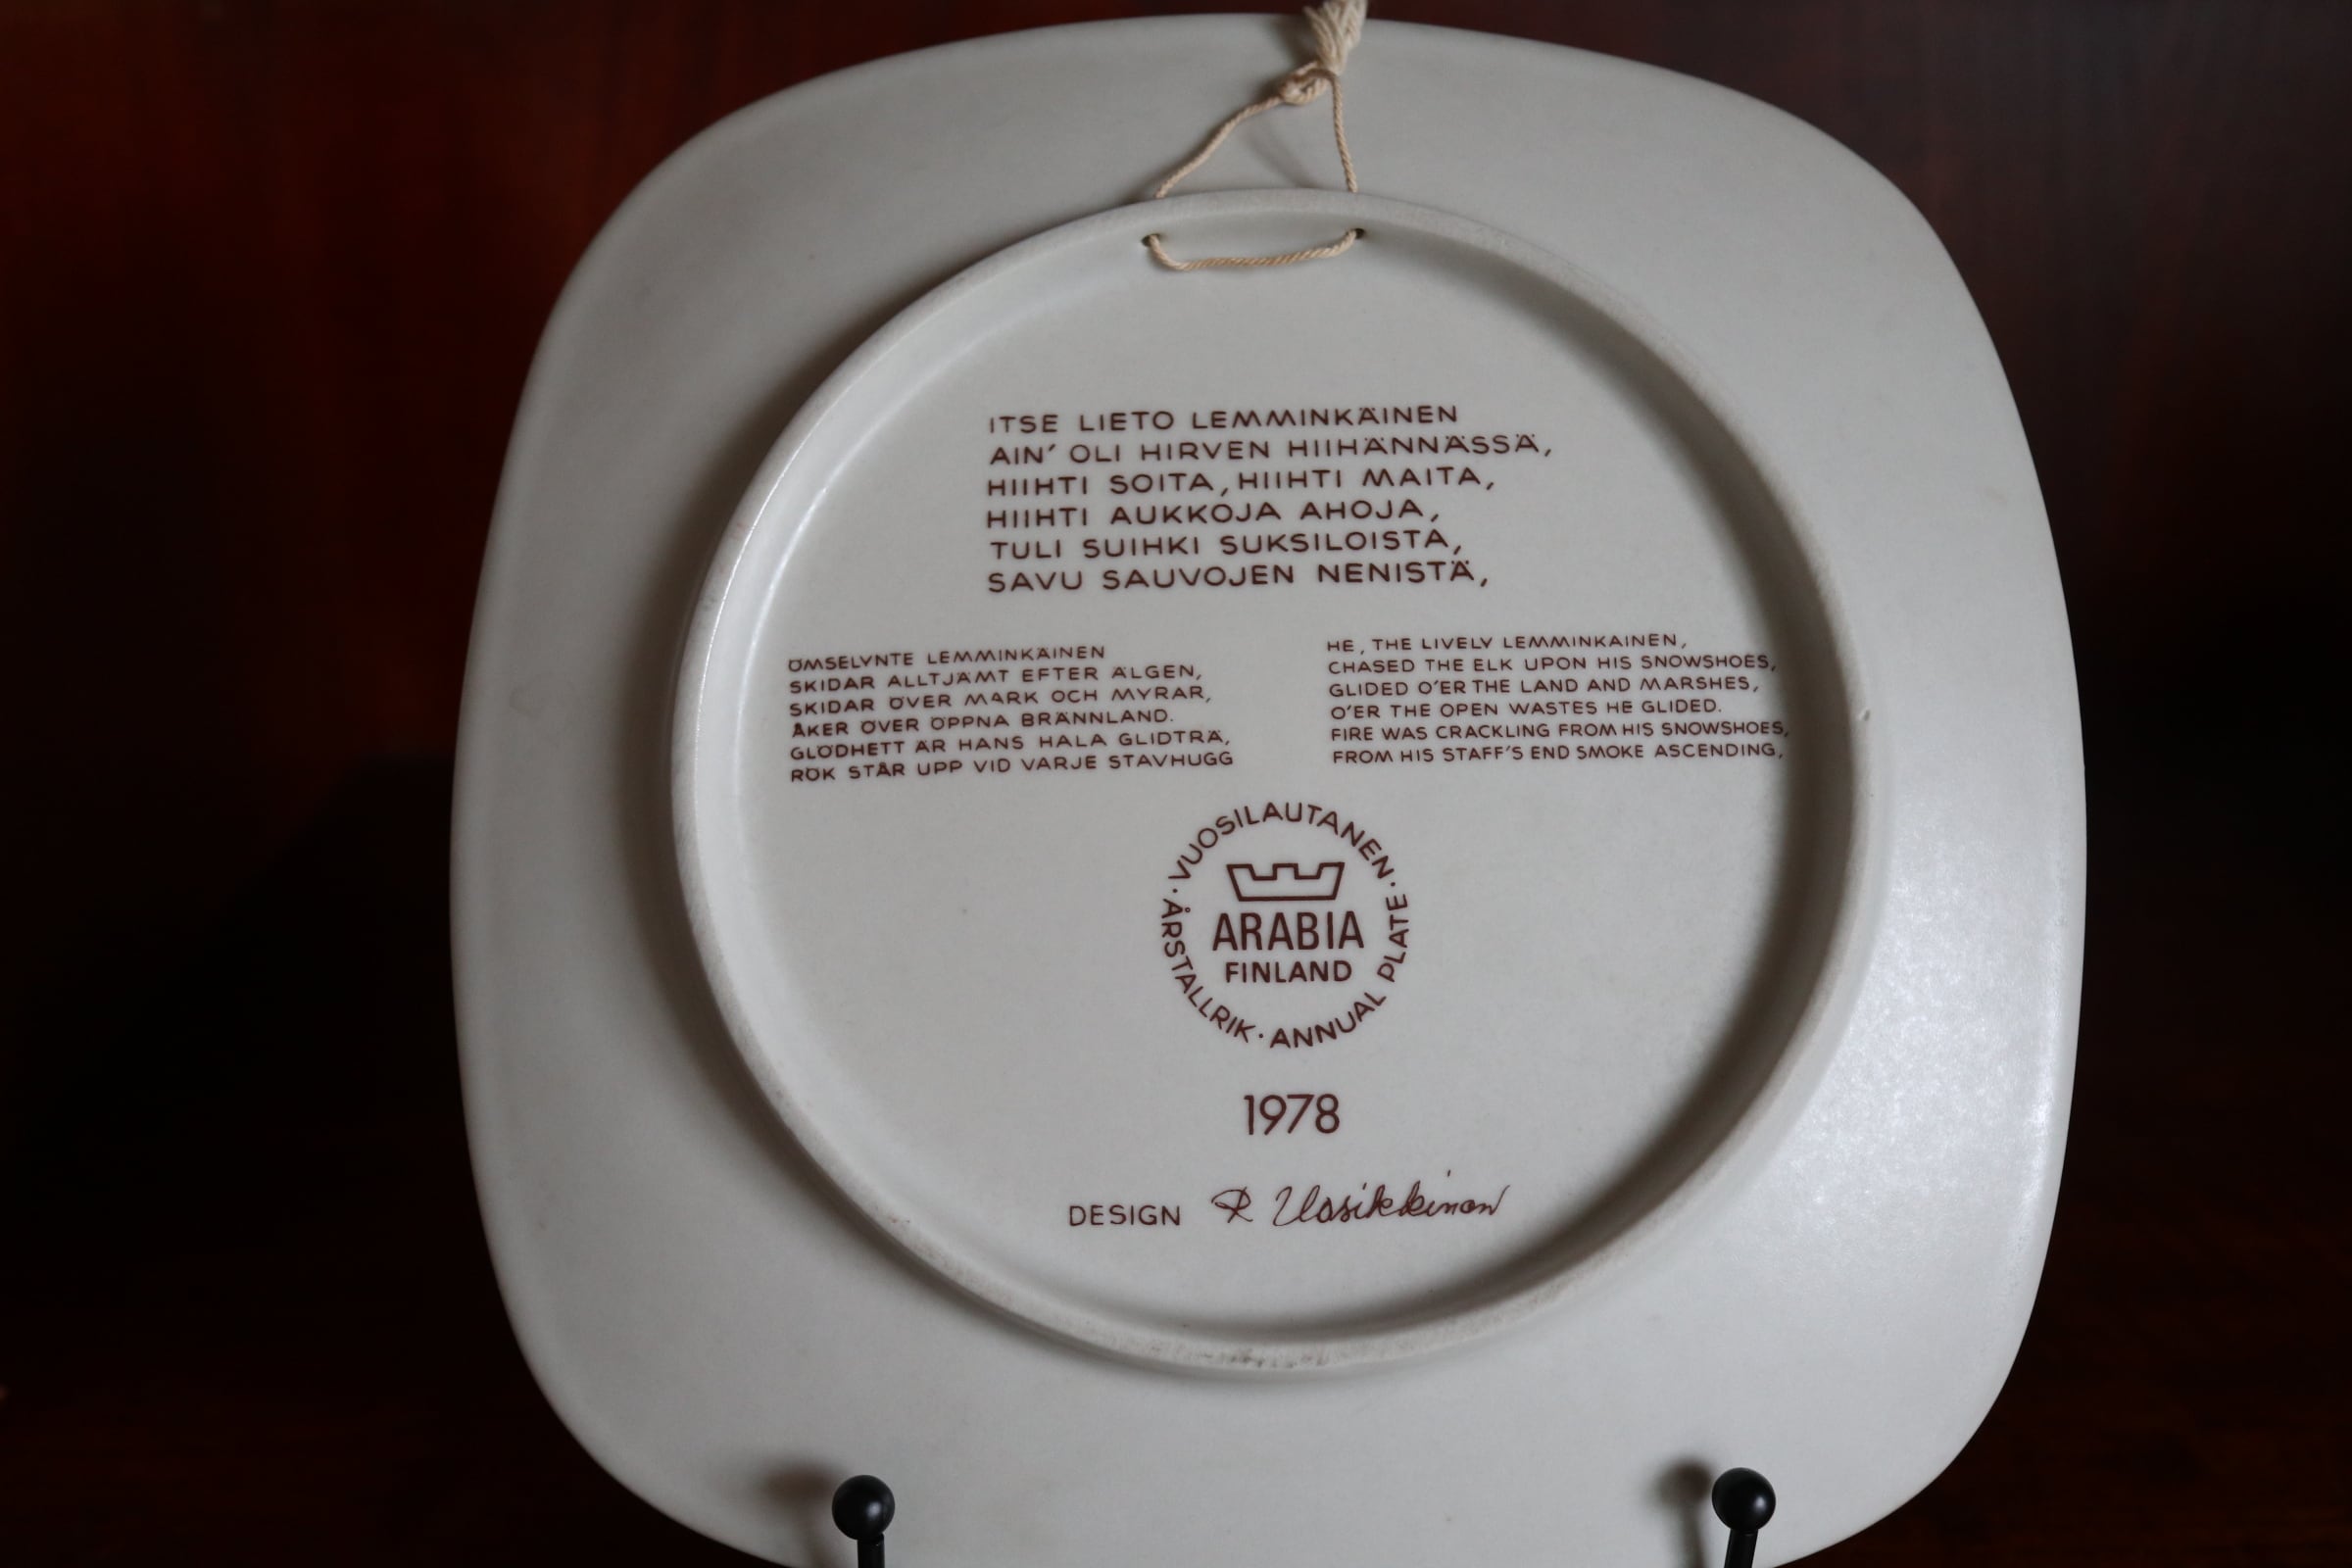 ITSE LIETO LEMMINKÄINEN
AIN' OLI HIRVEN HIIHÄNNÄSSÄ,
HIIHTI SOITA, HIIHTI MAITA,
HIIHTI AUKKOJA AHOJA,
TULI SUIHKI SUKSILOISTA,
SAVU SAUVOJEN NENISTÄ,
ÖMSELYNTE LEMMINKÄINEN
SKIDAR ALLTJÄMT EFTER ÄLGEN,
SKIDAR ÖVER MARK OCH MYRAR,
ÅKER ÖVER ÖPPNA BRÄNNLAND.
GLÖDHETT ÄR HANS HALA GLIDTRÄ,
RÖK STÅR UPP VID VARJE STAVHUGG
HE, THE LIVELY LEMMINKAINEN,
CHASED THE ELK UPON HIS SNOWSHOES,
GLIDED O'ER THE LAND AND MARSHES,
O'ER THE OPEN WASTES HE GLIDED.
FIRE WAS CRACKLING FROM HIS SNOWSHOES,
FROM HIS STAFF'S END SMOKE ASCENDING,
· VUOSILAUTANEN · ANNUAL PLATE · ÅRSTALLRIK
ARABIA
FINLAND
1978
DESIGN R Uosikkinen